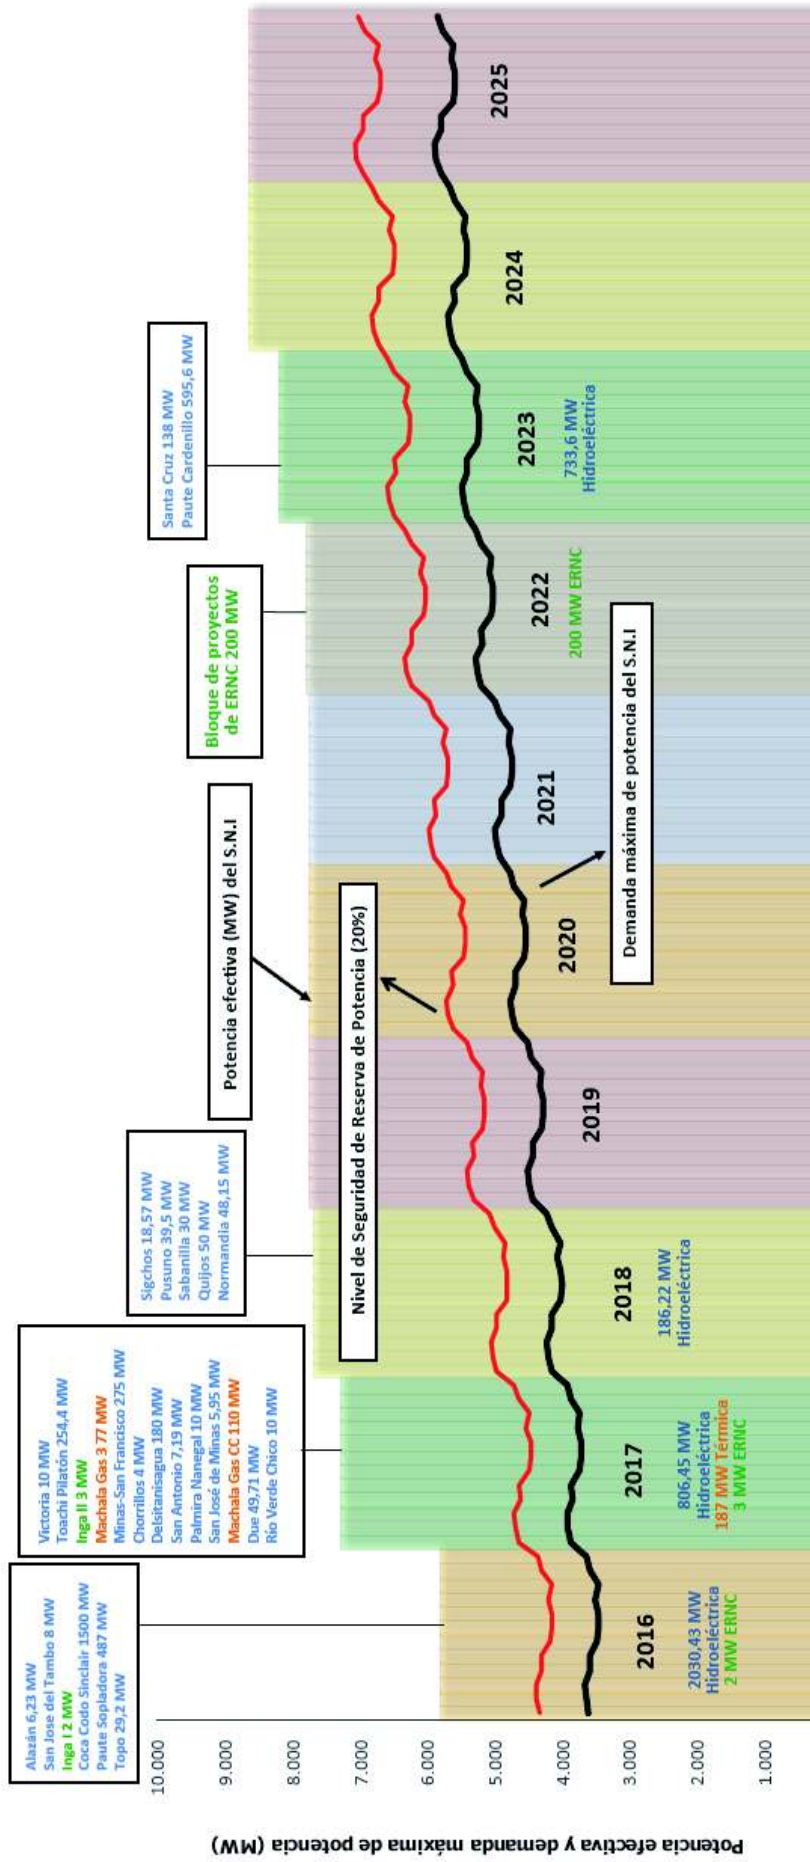 Alazán 6,23 MW
San Jose del Tambo 8 MW
Inga I 2 MW
Coca Codo Sinclair 1500 MW
Paute Sopladora 487 MW
Topo 29,2 MW
Victoria 10 MW
Toachi Pilatón 254,4 MW
Inga II 3 MW
Machala Gas 3 77 MW
Minas-San Francisco 275 MW
Chorrillos 4 MW
Delsitanisagua 180 MW
San Antonio 7,19 MW
Palmira Nanegal 10 MW
San José de Minas 5,95 MW
Machala Gas CC 110 MW
Due 49,71 MW
Río Verde Chico 10 MW
Sigchos 18,57 MW
Pusuno 39,5 MW
Sabanilla 30 MW
Quijos 50 MW
Normandia 48,15 MW
Potencia efectiva (MW) del S.N.I
Bloque de proyectos
de ERNC 200 MW
Santa Cruz 138 MW
Paute Cardenillo 595,6 MW
Nivel de Seguridad de Reserva de Potencia (20%)
Demanda máxima de potencia del S.N.I
Potencia efectiva y demanda máxima de potencia (MW)
10.000
9.000
8.000
7.000
6.000
5.000
4.000
3.000
2.000
1.000
2016
2030,43 MW
Hidroeléctrica
2 MW ERNC
2017
806,45 MW
Hidroeléctrica
187 MW Térmica
3 MW ERNC
2018
186,22 MW
Hidroeléctrica
2019
2020
2021
2022
200 MW ERNC
2023
733,6 MW
Hidroeléctrica
2024
2025